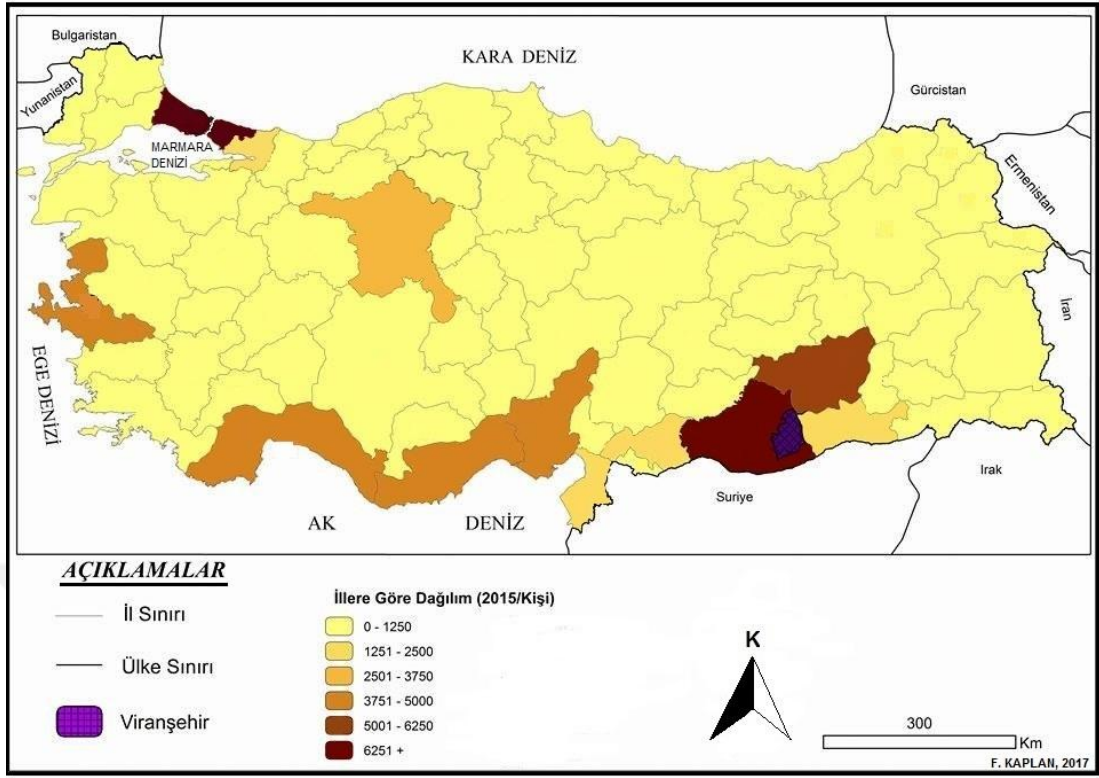 Bulgaristan
Yunanistan
KARA DENİZ
Gürcistan
Ermenistan
MARMARA
DENİZİ
İran
EGE DENİZİ
Irak
Suriye
AK DENİZ
AÇIKLAMALAR
İl Sınırı
Ülke Sınırı
Viranşehir
İllere Göre Dağılım (2015/Kişi)
0 - 1250
1251 - 2500
2501 - 3750
3751 - 5000
5001 - 6250
6251 +
K
300
Km
F. KAPLAN, 2017